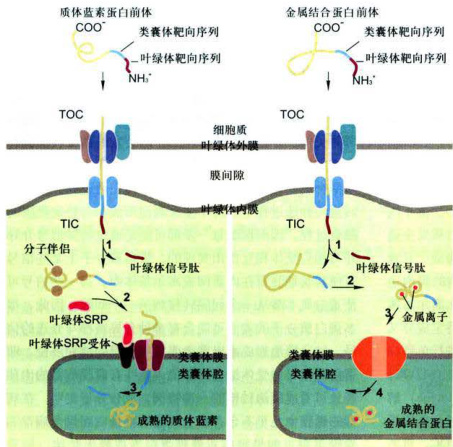 质体蓝素蛋白前体
COO⁻
类囊体靶向序列
叶绿体靶向序列
NH₃⁺
TOC
细胞质
叶绿体外膜
膜间隙
叶绿体内膜
TIC
1
叶绿体信号肽
分子伴侣
2
叶绿体SRP
叶绿体SRP受体
类囊体膜
类囊体腔
3
成熟的质体蓝素
金属结合蛋白前体
COO⁻
类囊体靶向序列
叶绿体靶向序列
NH₃⁺
TOC
TIC
1
叶绿体信号肽
2
金属离子
3
类囊体膜
类囊体腔
4
成熟的
金属结合蛋白